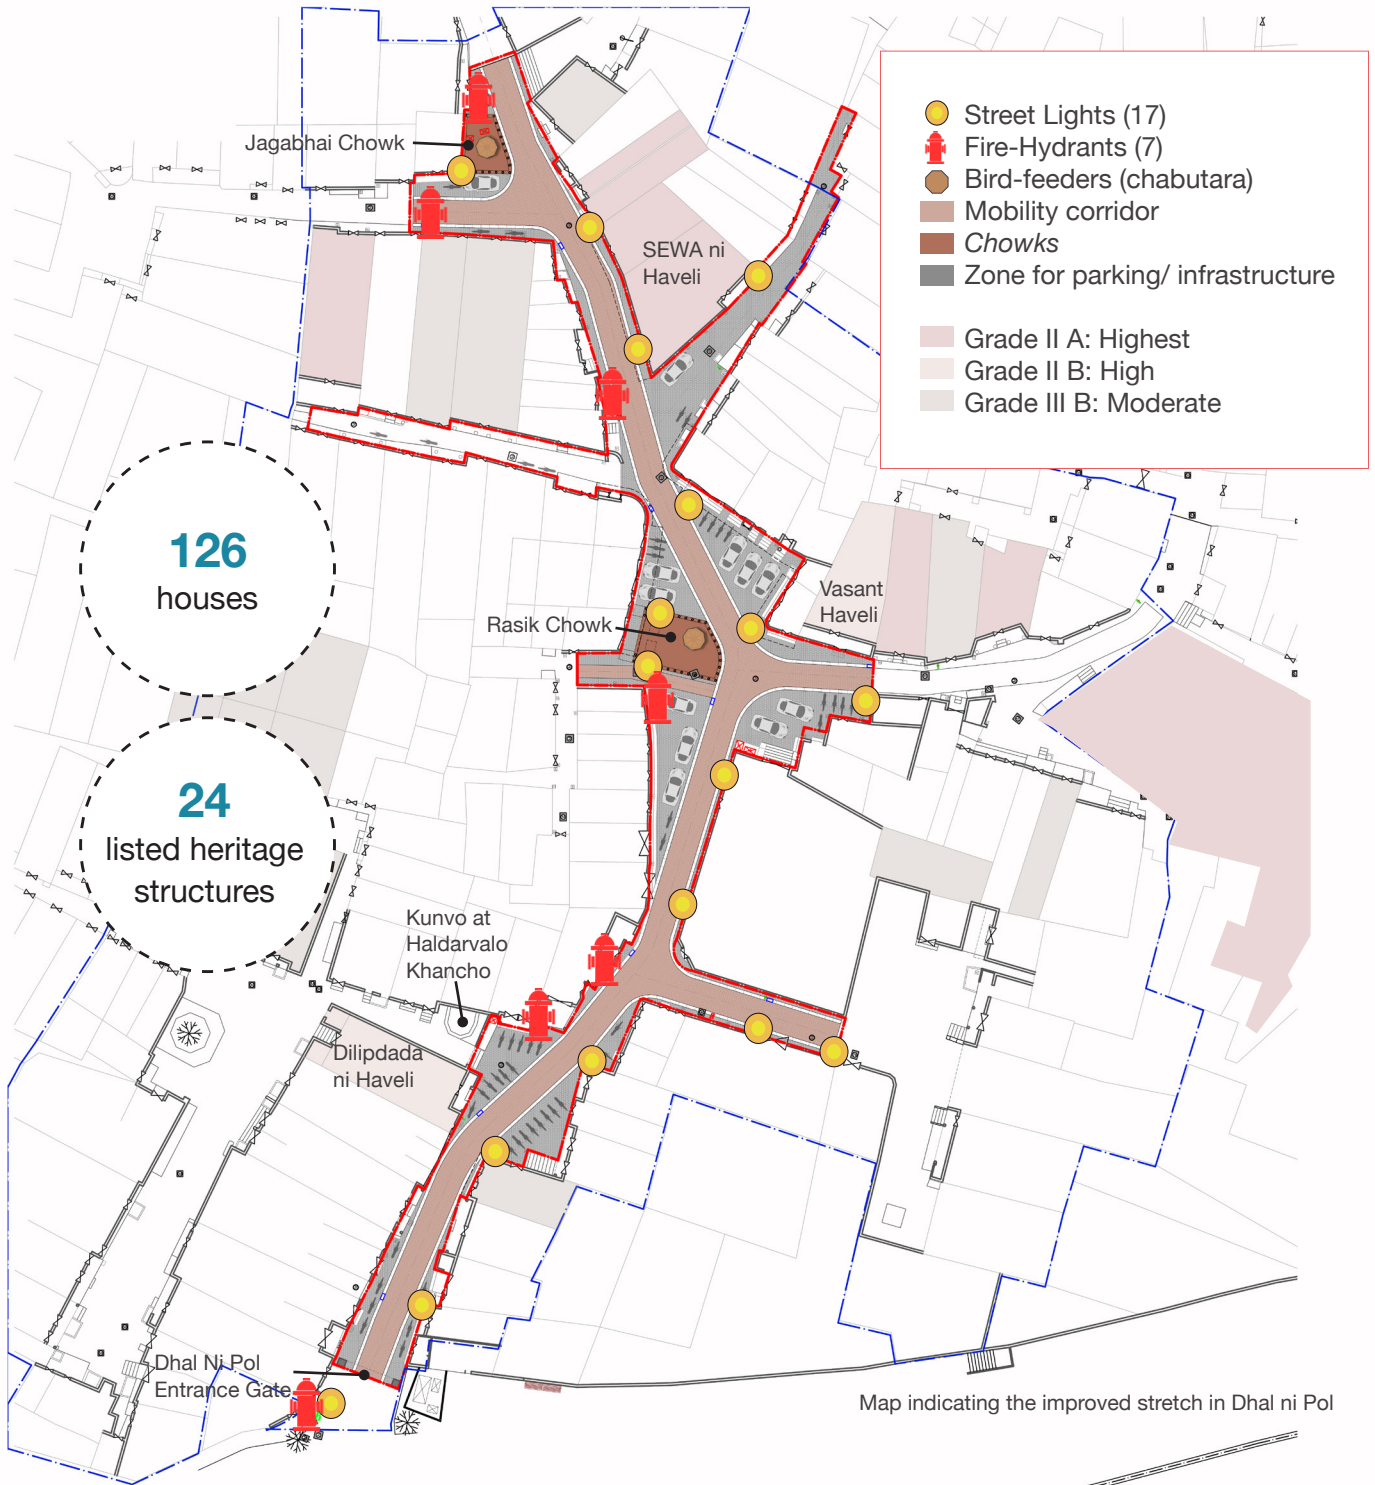 Jagabhai Chowk
Street Lights (17)
Fire-Hydrants (7)
Bird-feeders (chabutara)
Mobility corridor
Chowks
Zone for parking/ infrastructure
Grade II A: Highest
Grade II B: High
Grade III B: Moderate
SEWA ni
Haveli
126
houses
Vasant
Haveli
Rasik Chowk
24
listed heritage
structures
Kunvo at
Haldarvalo
Khancho
Dilipdada
ni Haveli
Dhal Ni Pol
Entrance Gate
Map indicating the improved stretch in Dhal ni Pol